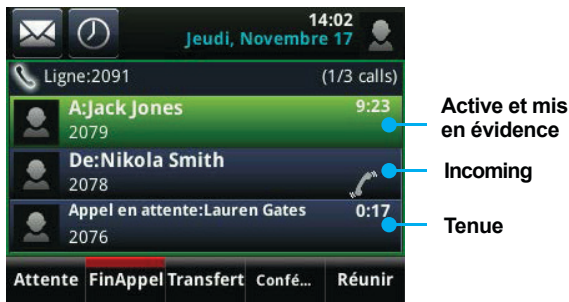 14:02
Jeudi, Novembre 17
Ligne:2091 (1/3 calls)
A:Jack Jones 9:23
2079
Active et mis
en évidence
De:Nikola Smith
2078
Incoming
Appel en attente:Lauren Gates 0:17
2076
Tenue
Attente FinAppel Transfert Confé... Réunir